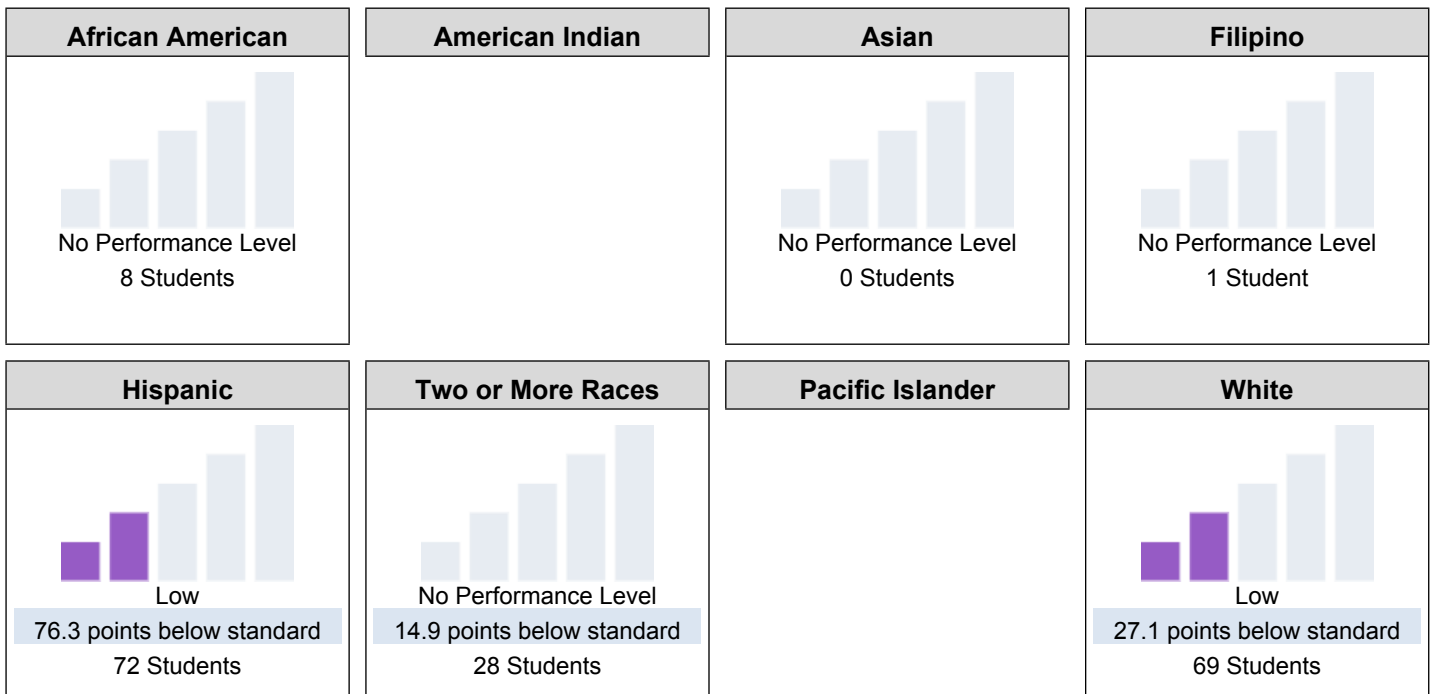 African American
No Performance Level
8 Students
American Indian
Asian
No Performance Level
0 Students
Filipino
No Performance Level
1 Student
Hispanic
Low
76.3 points below standard
72 Students
Two or More Races
No Performance Level
14.9 points below standard
28 Students
Pacific Islander
White
Low
27.1 points below standard
69 Students